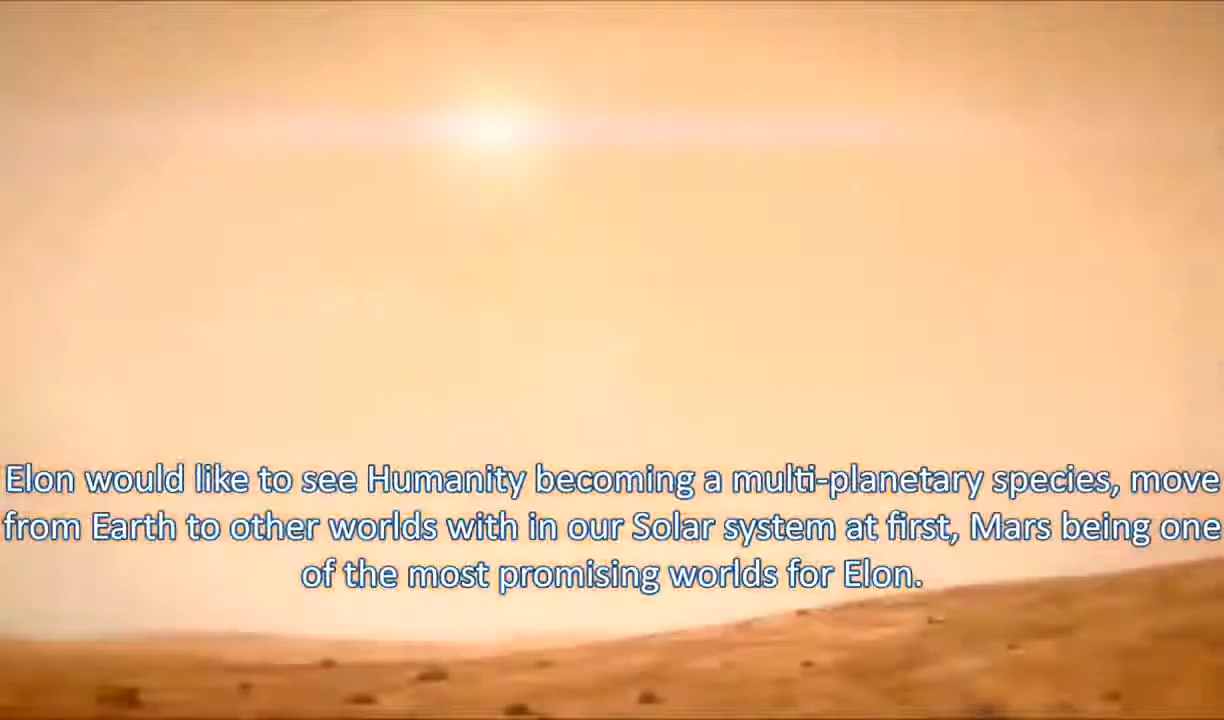 Elon would like to see Humanity becoming a multi-planetary species, move
from Earth to other worlds with in our Solar system at first, Mars being one
of the most promising worlds for Elon.